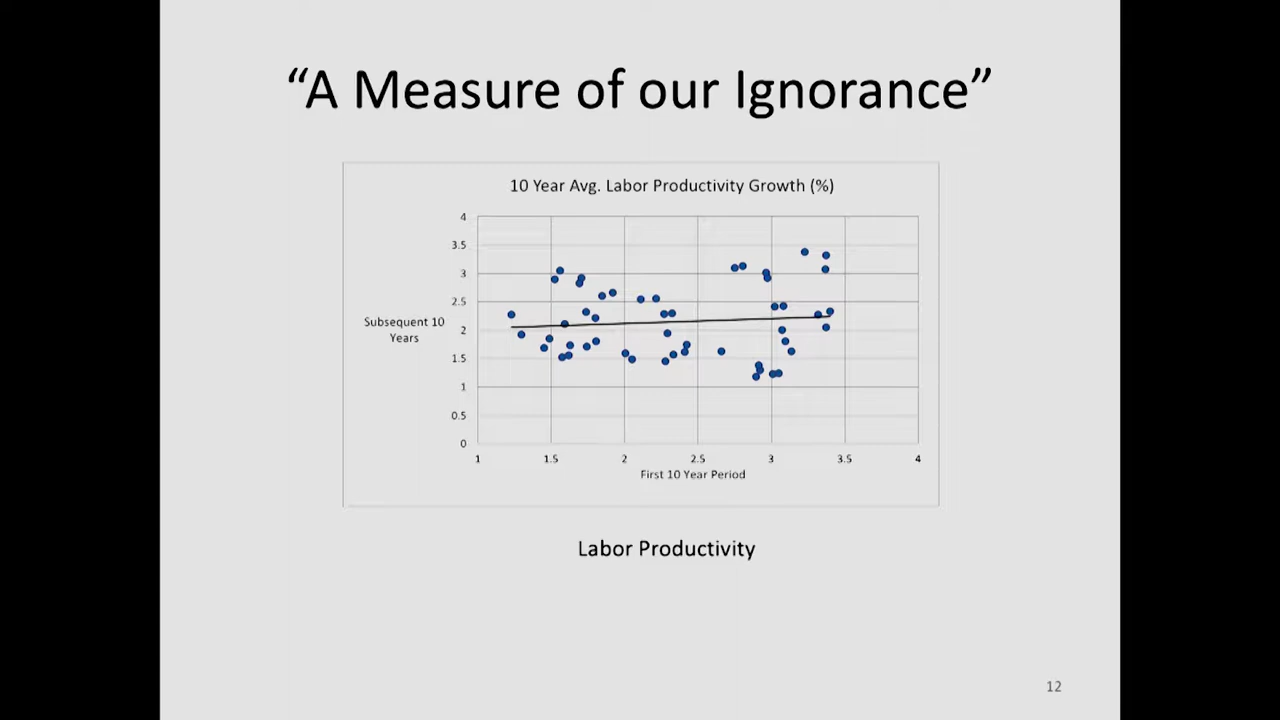 “A Measure of our Ignorance”
10 Year Avg. Labor Productivity Growth (%)
4
3.5
3
2.5
2
1.5
1
0.5
0
Subsequent 10
Years
1 1.5 2 2.5 3 3.5 4
First 10 Year Period
Labor Productivity
12